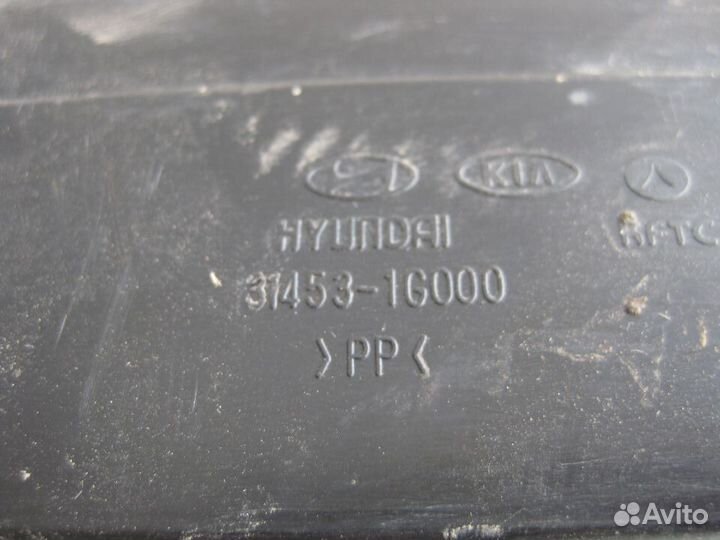 KIA
HYUNDAI
31453-1G000
>PP<
Avito